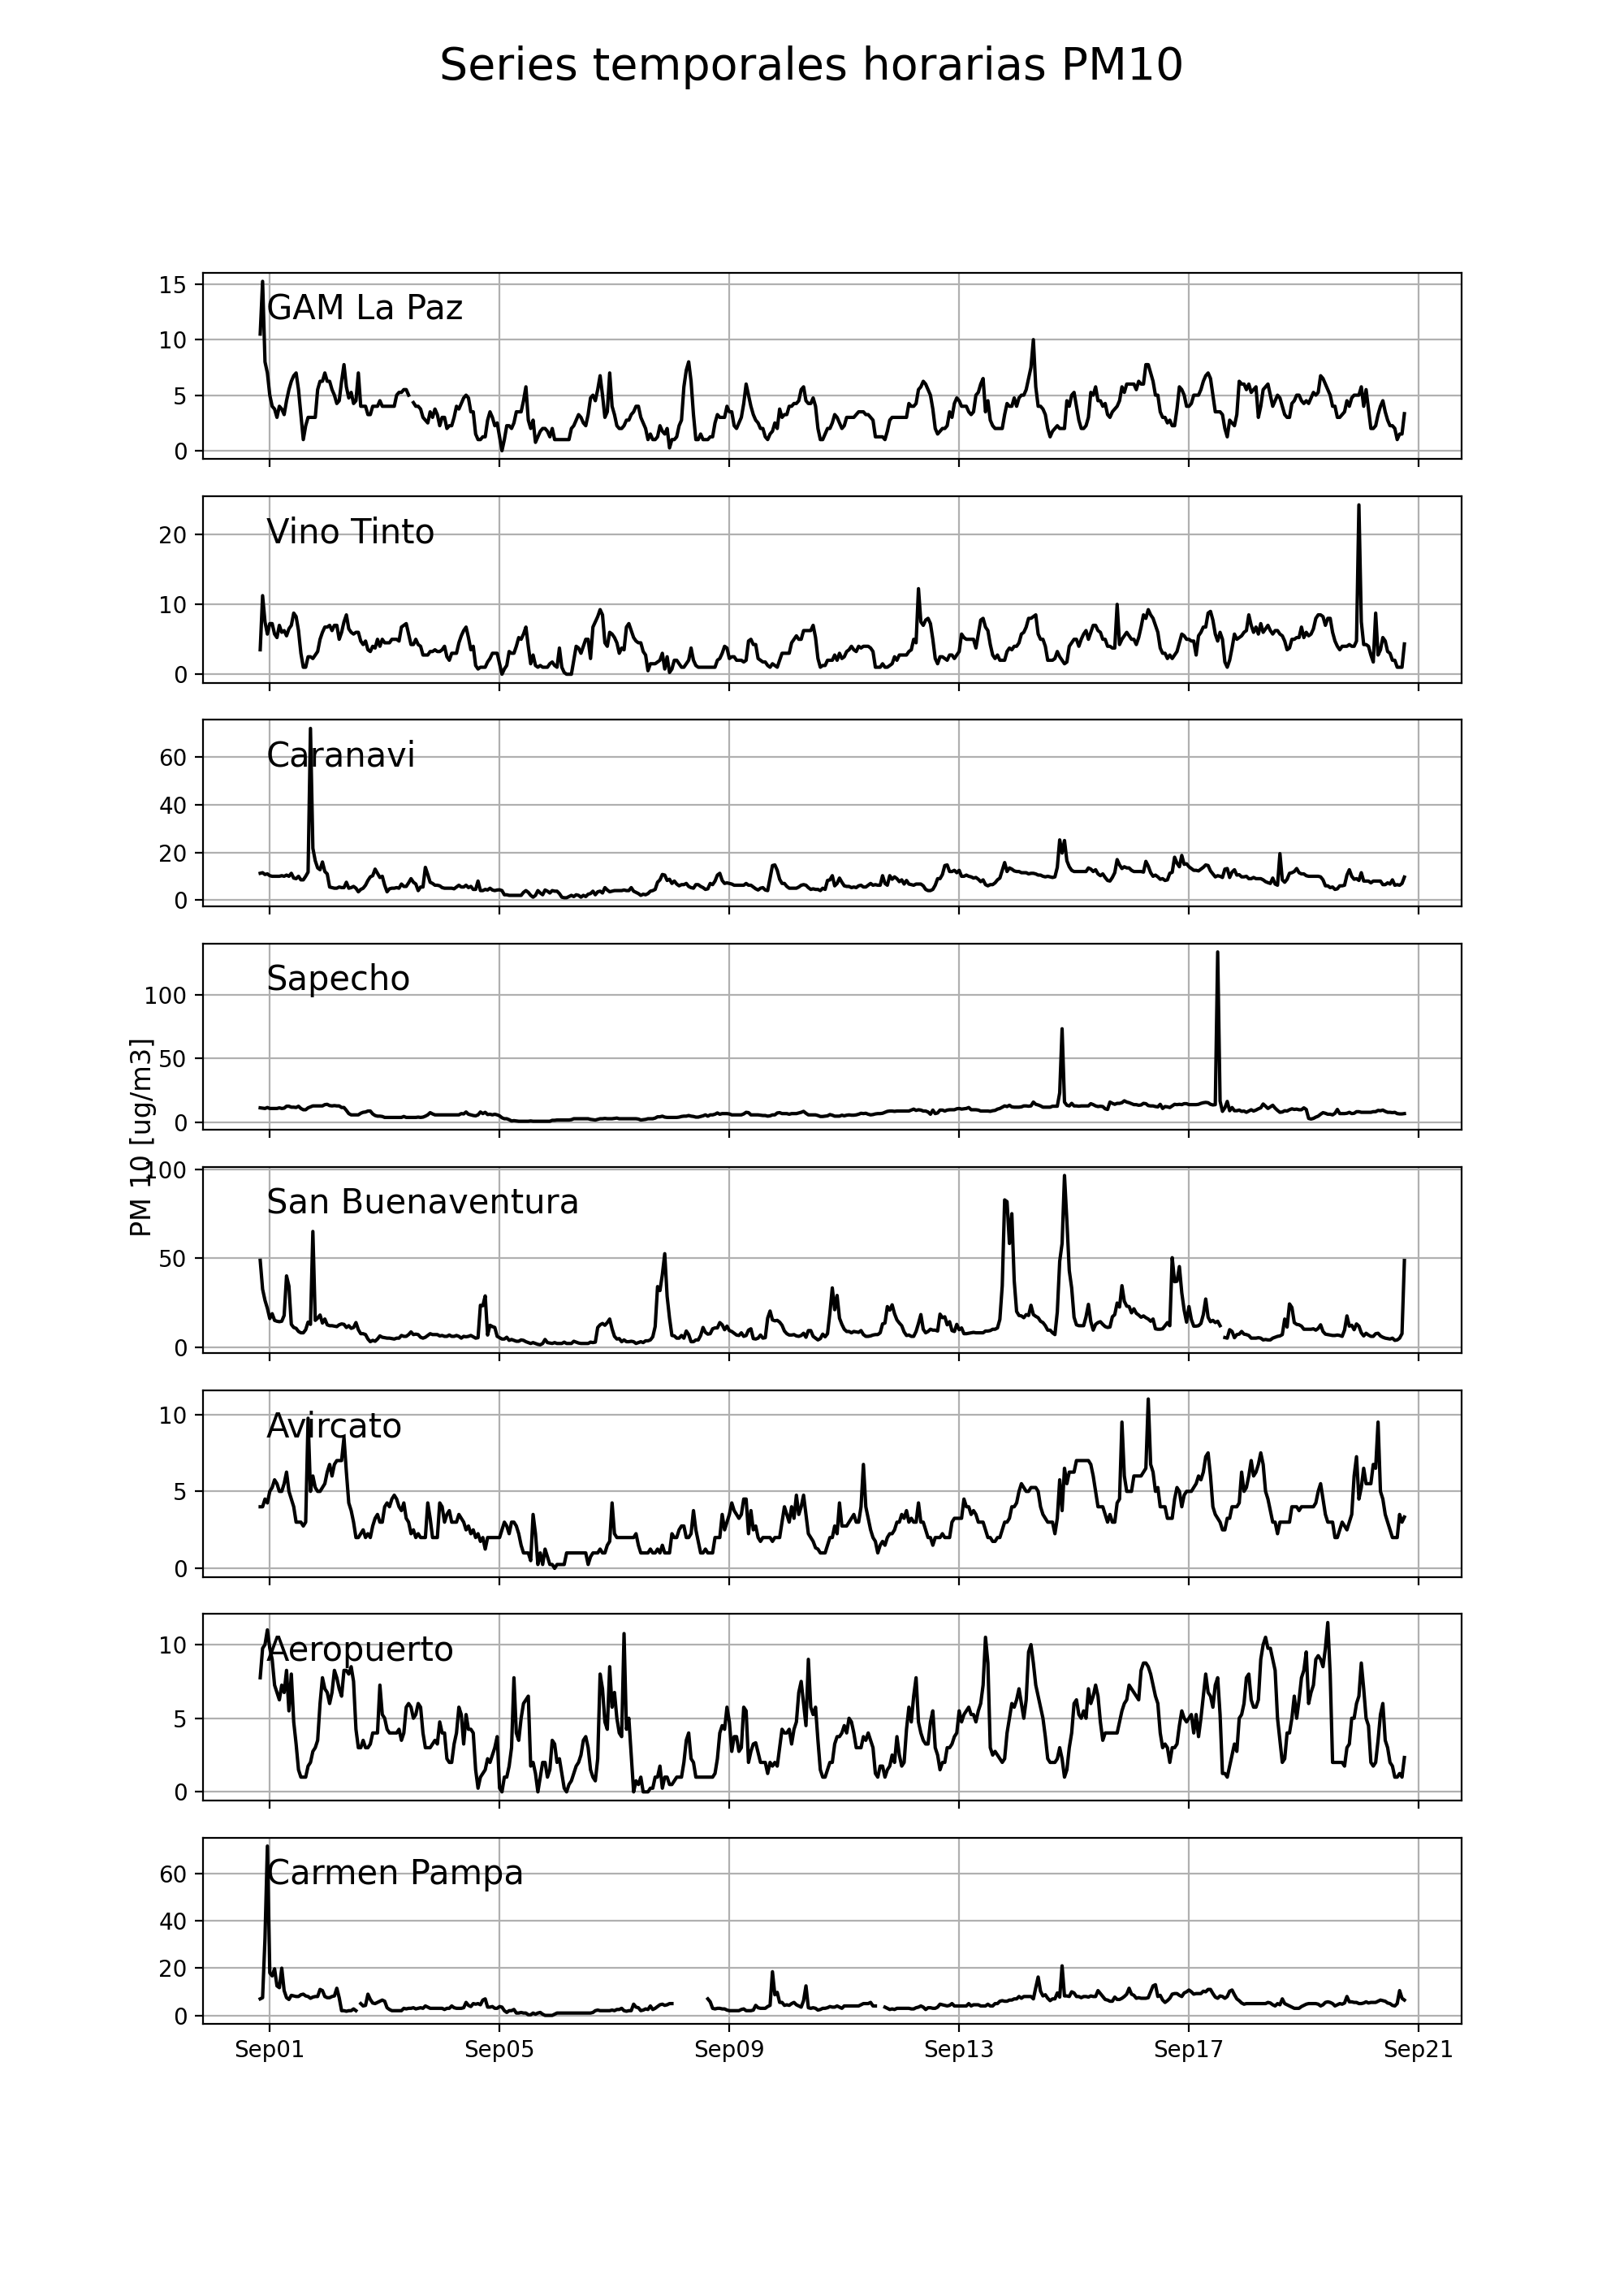 Series temporales horarias PM10
15
GAM La Paz
10
5
0
Vino Tinto
20
10
0
Caranavi
60
40
20
0
Sapecho
100
50
0
PM 10 [ug/m3]
100
San Buenaventura
50
0
Avircato
10
5
0
Aeropuerto
10
5
0
Carmen Pampa
60
40
20
0
Sep01 Sep05 Sep09 Sep13 Sep17 Sep21